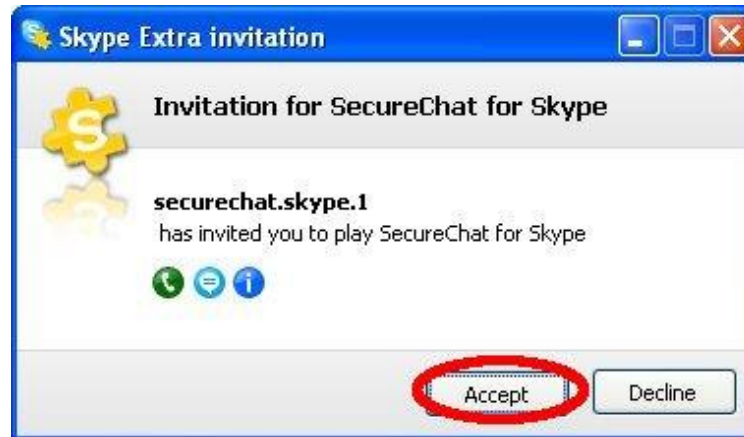 Skype Extra invitation
Invitation for SecureChat for Skype
securechat.skype.1
has invited you to play SecureChat for Skype
Accept Decline